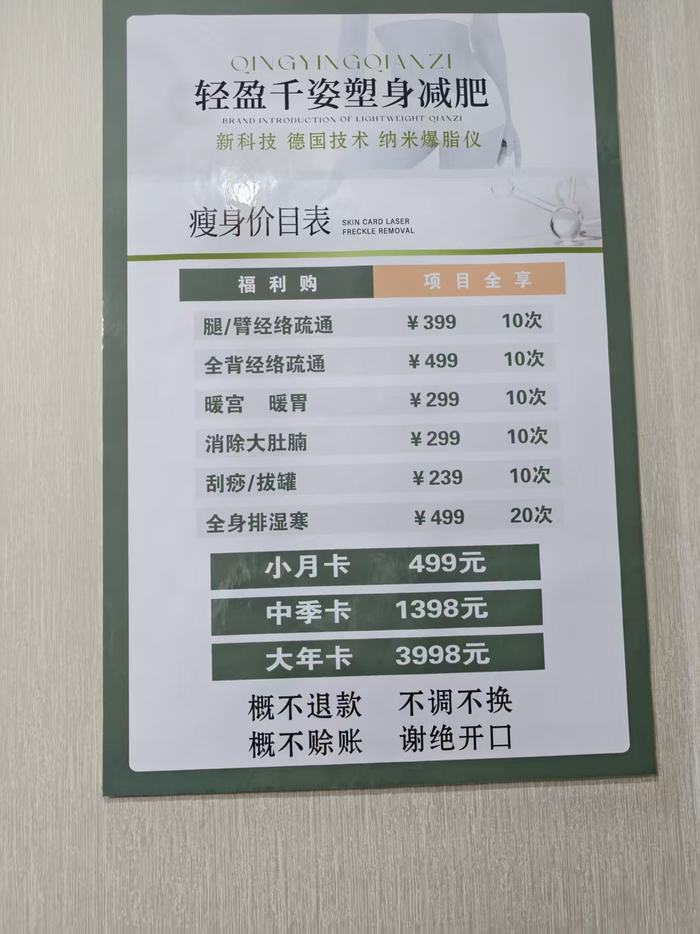 QINGYINGQIANZI
轻盈千姿塑身减肥
BRAND INTRODUCTION OF LIGHTWEIGHT QIANZI
新科技 德国技术 纳米爆脂仪
瘦身价目表 SKIN CARD LASER
FRECKLE REMOVAL
福利购 项目全享
腿/臂经络疏通 ¥399 10次
全背经络疏通 ¥499 10次
暖宫 暖胃 ¥299 10次
消除大肚腩 ¥299 10次
刮痧/拔罐 ¥239 10次
全身排湿寒 ¥499 20次
小月卡 499元
中季卡 1398元
大年卡 3998元
概不退款 不调不换
概不赊账 谢绝开口